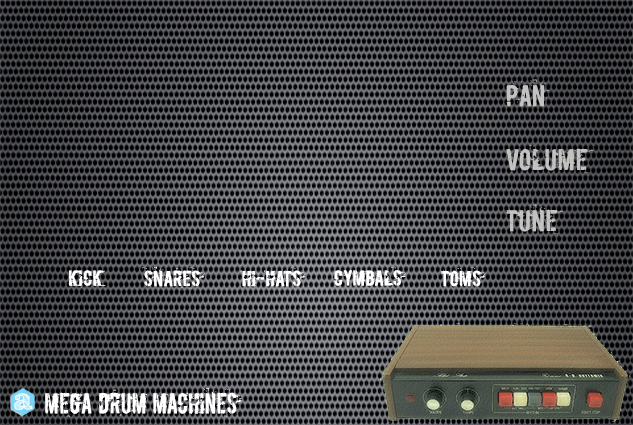 PAN
VOLUME
TUNE
KICK SNARES HI-HATS CYMBALS TOMS
MEGA DRUM MACHINES